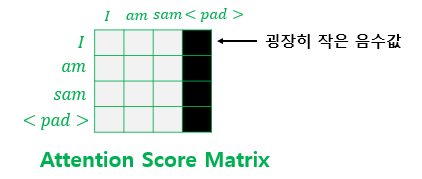 I am sam < pad >
I
← 굉장히 작은 음수값
am
sam
< pad >
Attention Score Matrix